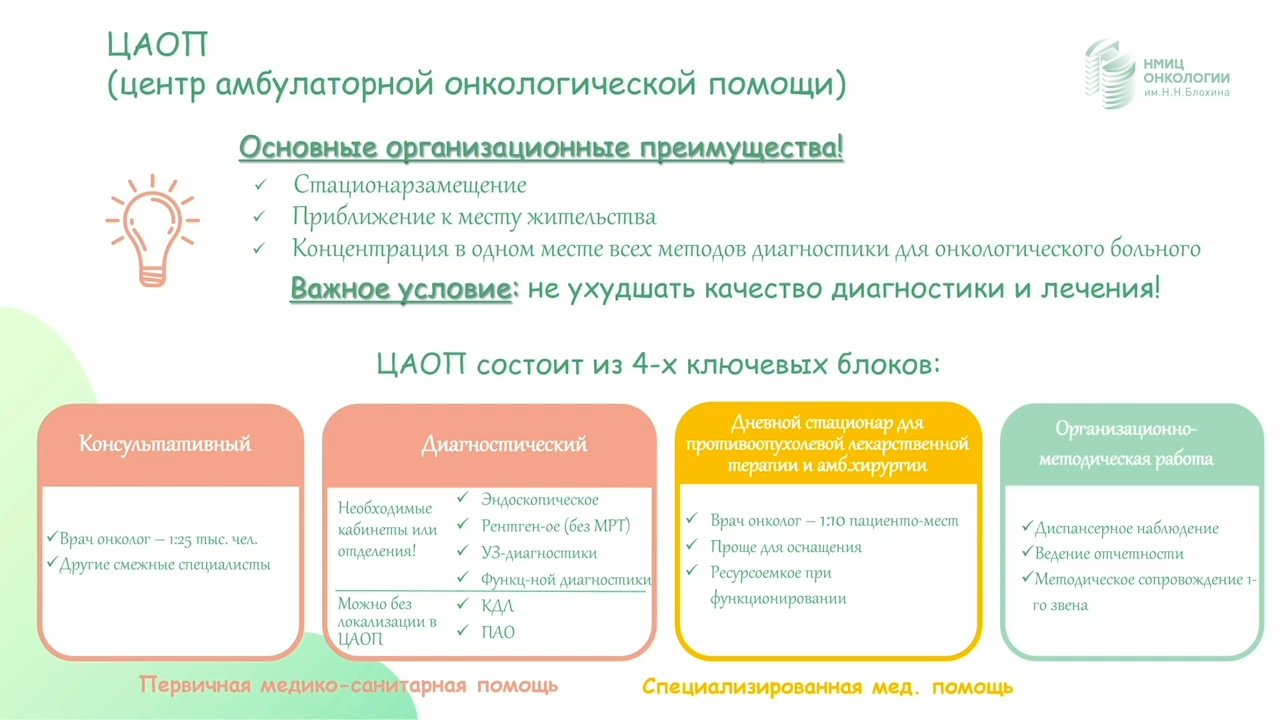 ЦАОП
(центр амбулаторной онкологической помощи)
НМИЦ
ОНКОЛОГИИ
им.Н.Н.Блохина
Основные организационные преимущества!
Стационарзамещение
Приближение к месту жительства
Концентрация в одном месте всех методов диагностики для онкологического больного
Важное условие: не ухудшать качество диагностики и лечения!
ЦАОП состоит из 4-х ключевых блоков:
Консультативный
Врач онколог – 1:25 тыс. чел.
Другие смежные специалисты
Диагностический
Необходимые
кабинеты или
отделения!
Эндоскопическое
Рентген-ое (без МРТ)
УЗ-диагностики
Функц-ной диагностики
Можно без
локализации в
ЦАОП
КДЛ
ПАО
Дневной стационар для
противоопухолевой лекарственной
терапии и амб.хирургии
Врач онколог – 1:10 пациенто-мест
Проще для оснащения
Ресурсоемкое при
функционировании
Организационно-
методическая работа
Диспансерное наблюдение
Ведение отчетности
Методическое сопровождение 1-
го звена
Первичная медико-санитарная помощь
Специализированная мед. помощь